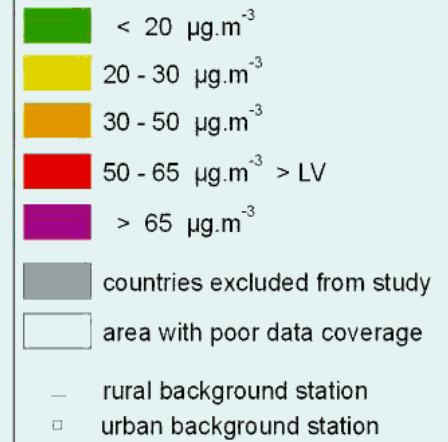 < 20 µg.m-3
20 - 30 µg.m-3
30 - 50 µg.m-3
50 - 65 µg.m-3 > LV
> 65 µg.m-3
countries excluded from study
area with poor data coverage
rural background station
urban background station